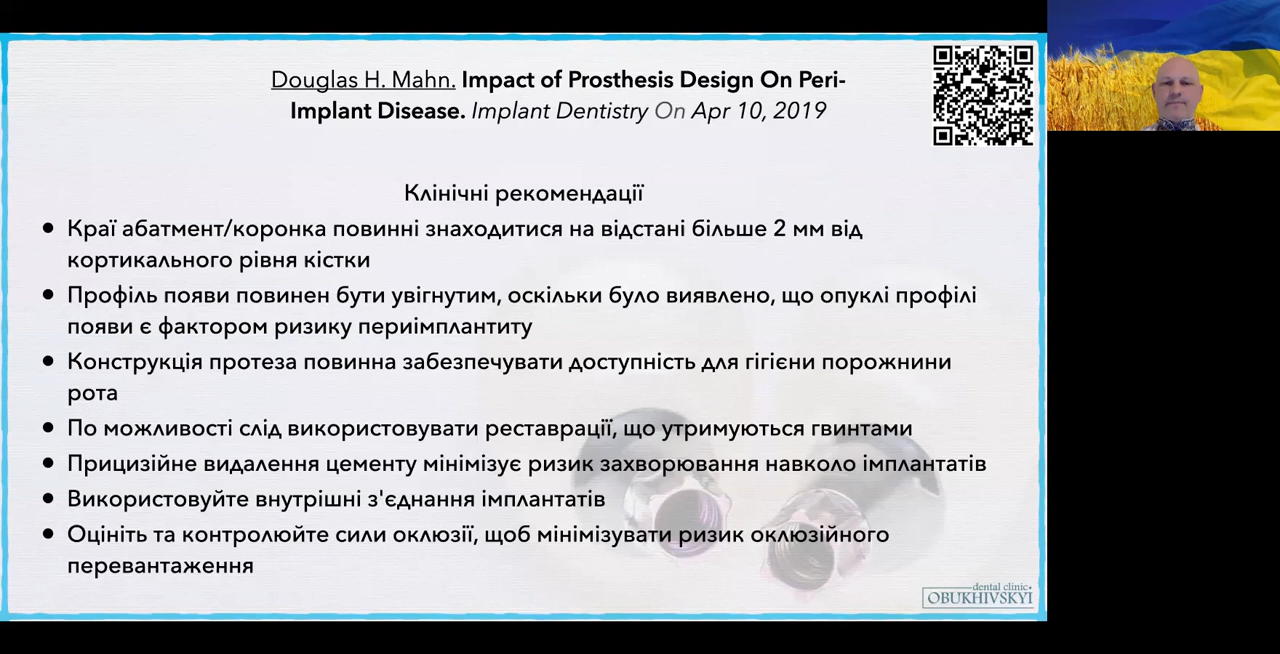 Douglas H. Mahn. Impact of Prosthesis Design On Peri-
Implant Disease. Implant Dentistry On Apr 10, 2019
Клінічні рекомендації
• Краї абатмент/коронка повинні знаходитися на відстані більше 2 мм від
кортикального рівня кістки
• Профіль появи повинен бути увігнутим, оскільки було виявлено, що опуклі профілі
появи є фактором ризику периімплантиту
• Конструкція протеза повинна забезпечувати доступність для гігієни порожнини
рота
• По можливості слід використовувати реставрації, що утримуються гвинтами
• Прицизійне видалення цементу мінімізує ризик захворювання навколо імплантатів
• Використовуйте внутрішні з'єднання імплантатів
• Оцініть та контролюйте сили оклюзії, щоб мінімізувати ризик оклюзійного
перевантаження
dental clinic
OBUKHIVSKYI